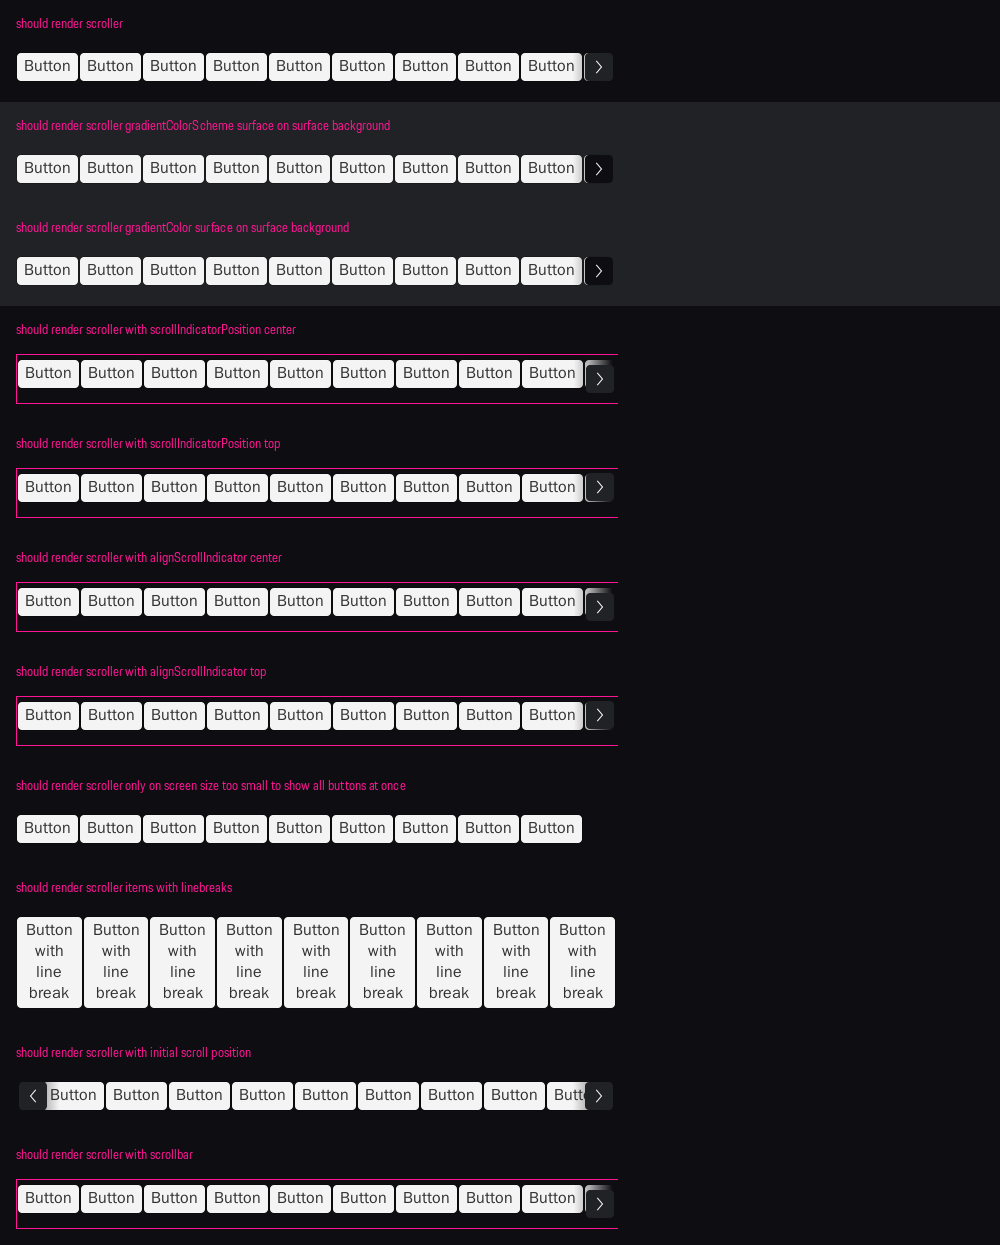 should render scroller
Button Button Button Button Button Button Button Button Button
should render scroller gradientColorScheme surface on surface background
Button Button Button Button Button Button Button Button Button
should render scroller gradientColor surface on surface background
Button Button Button Button Button Button Button Button Button
should render scroller with scrollIndicatorPosition center
Button Button Button Button Button Button Button Button Button
should render scroller with scrollIndicatorPosition top
Button Button Button Button Button Button Button Button Button
should render scroller with alignScrollIndicator center
Button Button Button Button Button Button Button Button Button
should render scroller with alignScrollIndicator top
Button Button Button Button Button Button Button Button Button
should render scroller only on screen size too small to show all buttons at once
Button Button Button Button Button Button Button Button Button
should render scroller items with linebreaks
Button Button Button Button Button Button Button Button Button
with with with with with with with with with
line line line line line line line line line
break break break break break break break break break
should render scroller with initial scroll position
Button Button Button Button Button Button Button Button Butt
should render scroller with scrollbar
Button Button Button Button Button Button Button Button Button